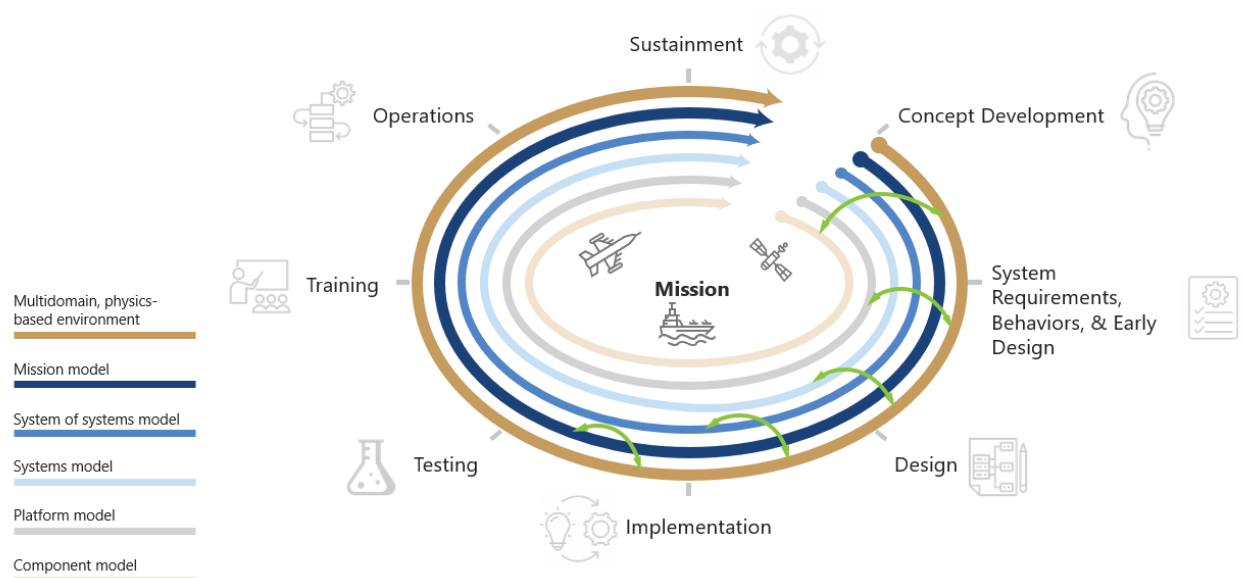 Sustainment
Operations
Concept Development
Training
Mission
System
Requirements,
Behaviors, & Early
Design
Multidomain, physics-
based environment
Mission model
System of systems model
Systems model
Platform model
Component model
Testing
Design
Implementation